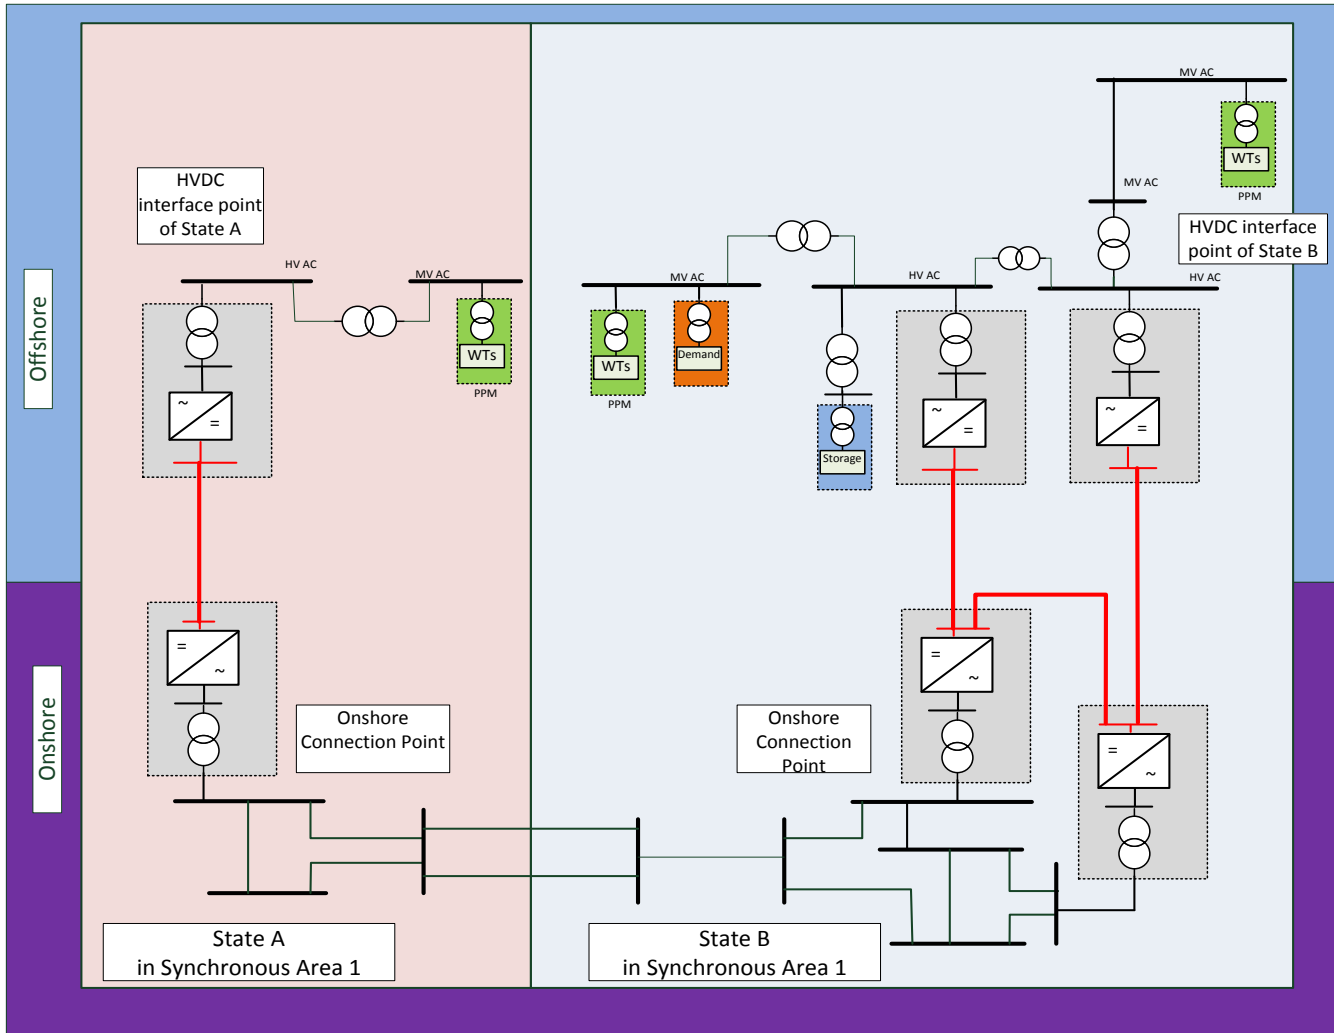 MV AC
WTs
PPM
HVDC
interface point
of State A
MV AC
HVDC interface
point of State B
Offshore
HV AC
MV AC
WTs
PPM
MV AC
HV AC
HV AC
WTs
PPM
Demand
Storage
~
=
~
=
~
=
=
~
=
~
=
~
Onshore
Onshore
Connection Point
Onshore
Connection
Point
State A
in Synchronous Area 1
State B
in Synchronous Area 1